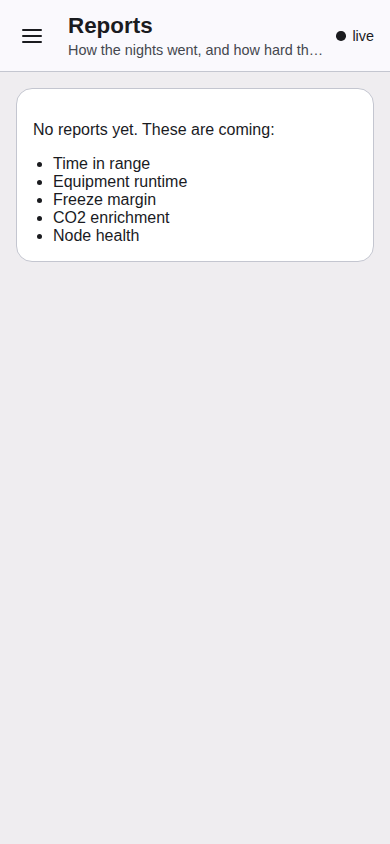 Reports
How the nights went, and how hard th…
live
No reports yet. These are coming:
Time in range
Equipment runtime
Freeze margin
CO2 enrichment
Node health